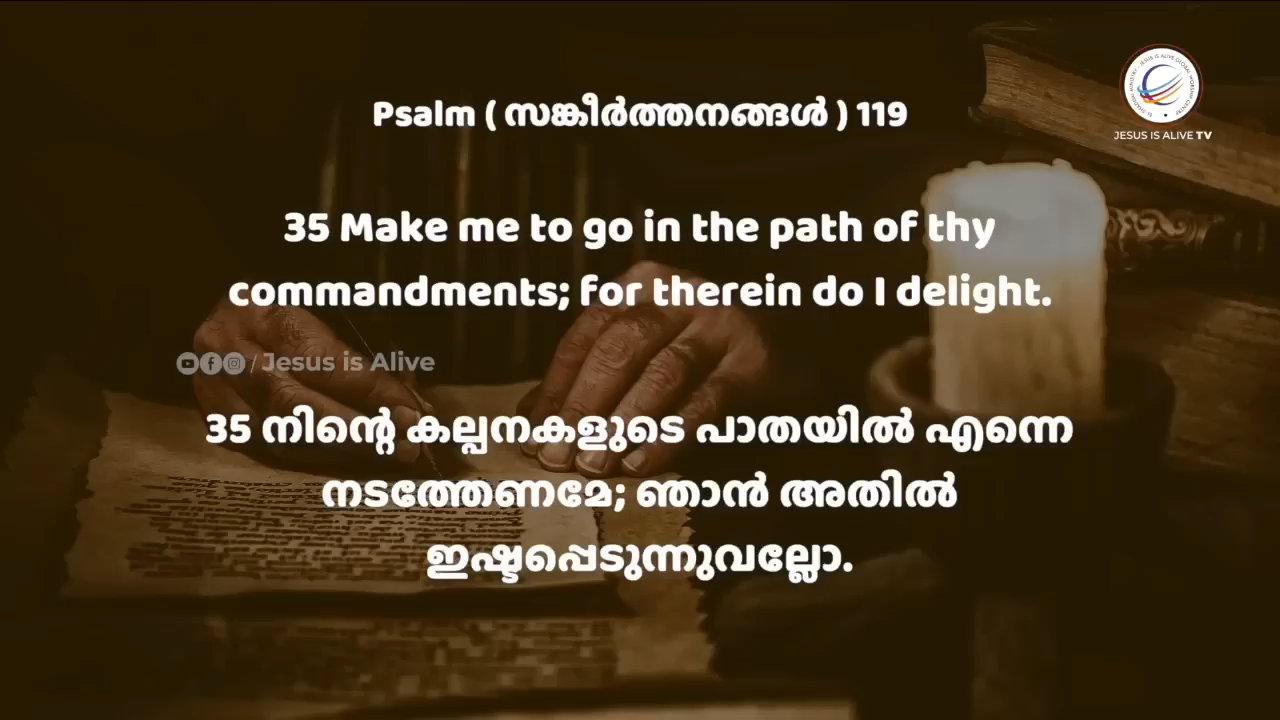 Psalm ( സങ്കീർത്തനങ്ങൾ ) 119
JESUS IS ALIVE TV
35 Make me to go in the path of thy
commandments; for therein do I delight.
/ Jesus is Alive
35 നിന്റെ കല്പനകളുടെ പാതയിൽ എന്നെ
നടത്തേണമേ; ഞാൻ അതിൽ
ഇഷ്ടപ്പെടുന്നുവല്ലോ.